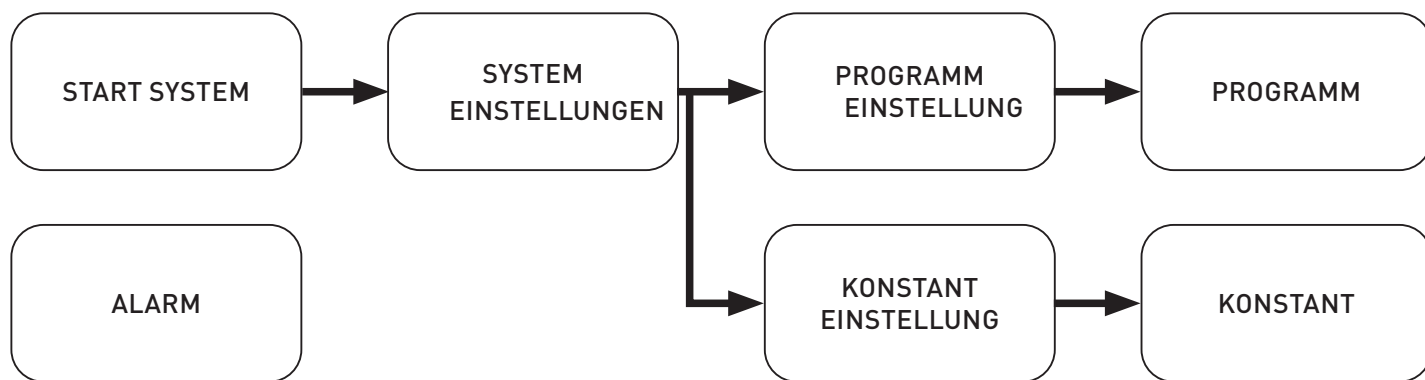 START SYSTEM
SYSTEM
EINSTELLUNGEN
PROGRAMM
EINSTELLUNG
PROGRAMM
ALARM
KONSTANT
EINSTELLUNG
KONSTANT